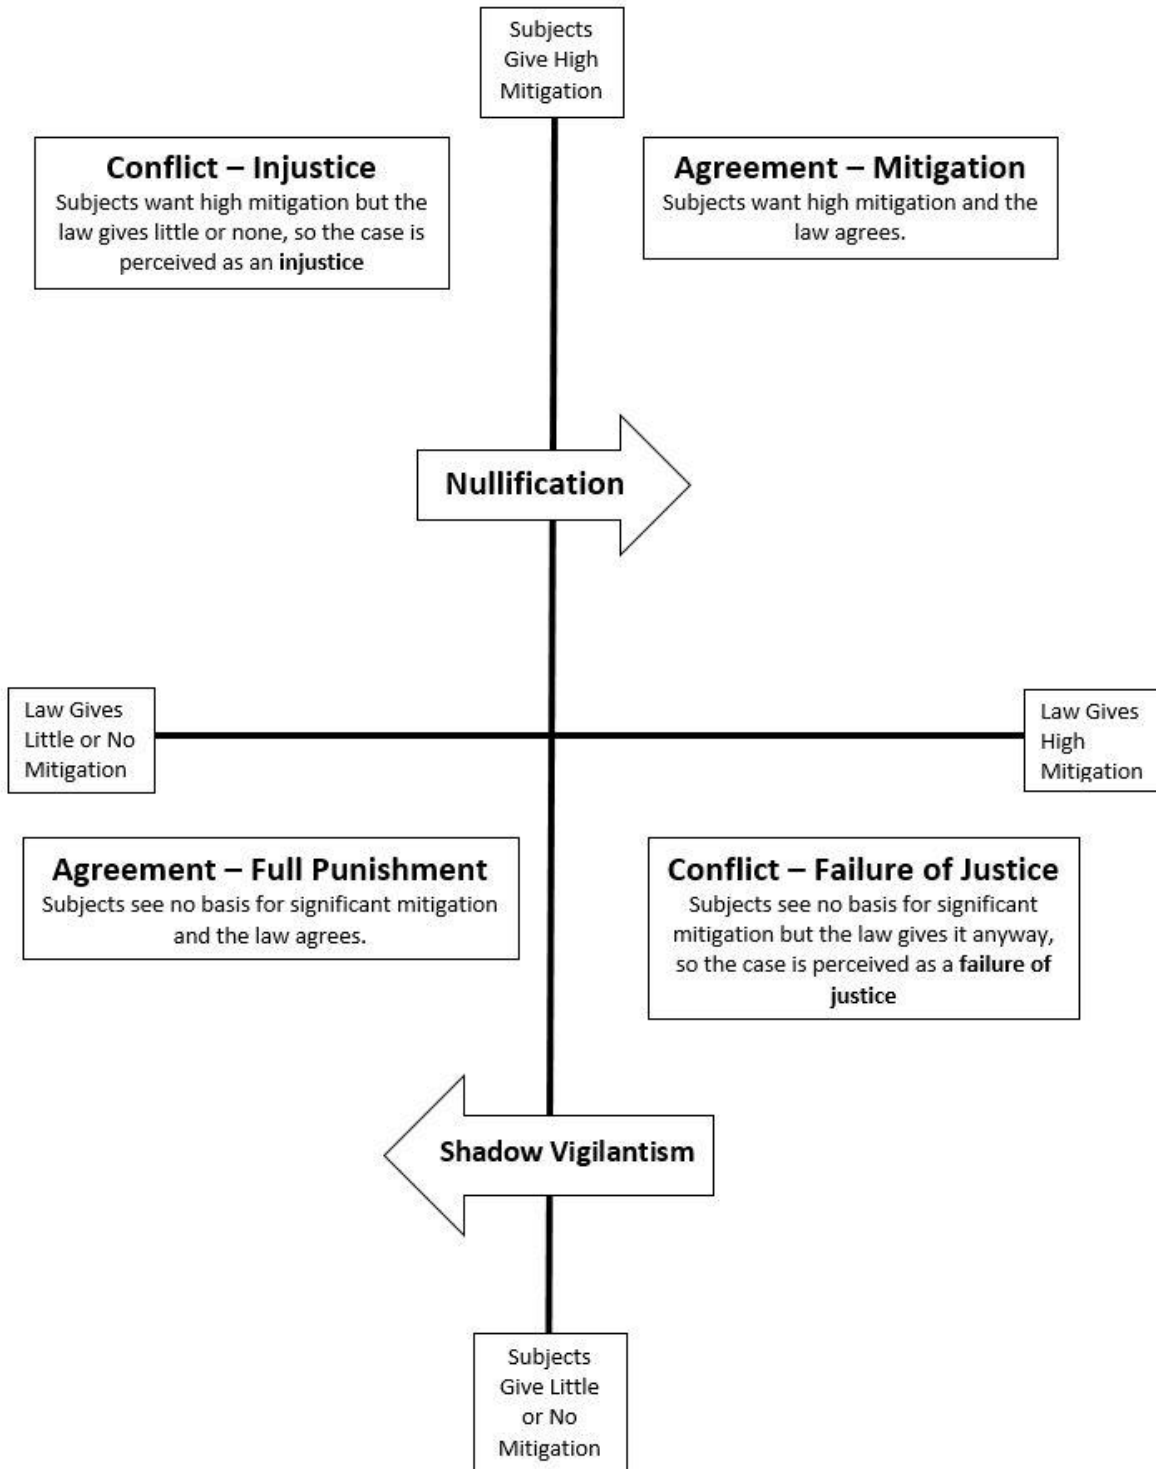 Subjects
Give High
Mitigation
Conflict – Injustice
Subjects want high mitigation but the
law gives little or none, so the case is
perceived as an injustice
Agreement – Mitigation
Subjects want high mitigation and the
law agrees.
Nullification
Law Gives
Little or No
Mitigation
Law Gives
High
Mitigation
Agreement – Full Punishment
Subjects see no basis for significant mitigation
and the law agrees.
Conflict – Failure of Justice
Subjects see no basis for significant
mitigation but the law gives it anyway,
so the case is perceived as a failure of
justice
Shadow Vigilantism
Subjects
Give Little
or No
Mitigation